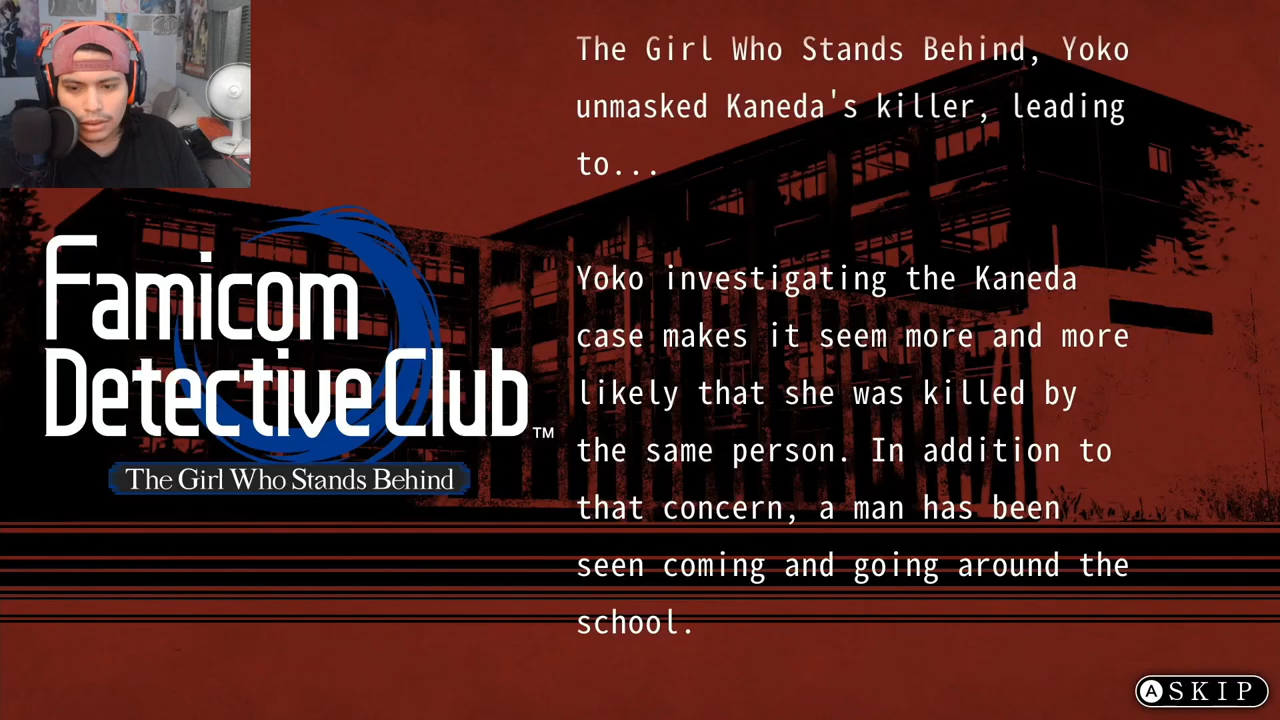 The Girl Who Stands Behind, Yoko
unmasked Kaneda's killer, leading
to...
Yoko investigating the Kaneda
case makes it seem more and more
likely that she was killed by
the same person. In addition to
that concern, a man has been
seen coming and going around the
school.
Famicom
Detective Club™
The Girl Who Stands Behind
A SKIP